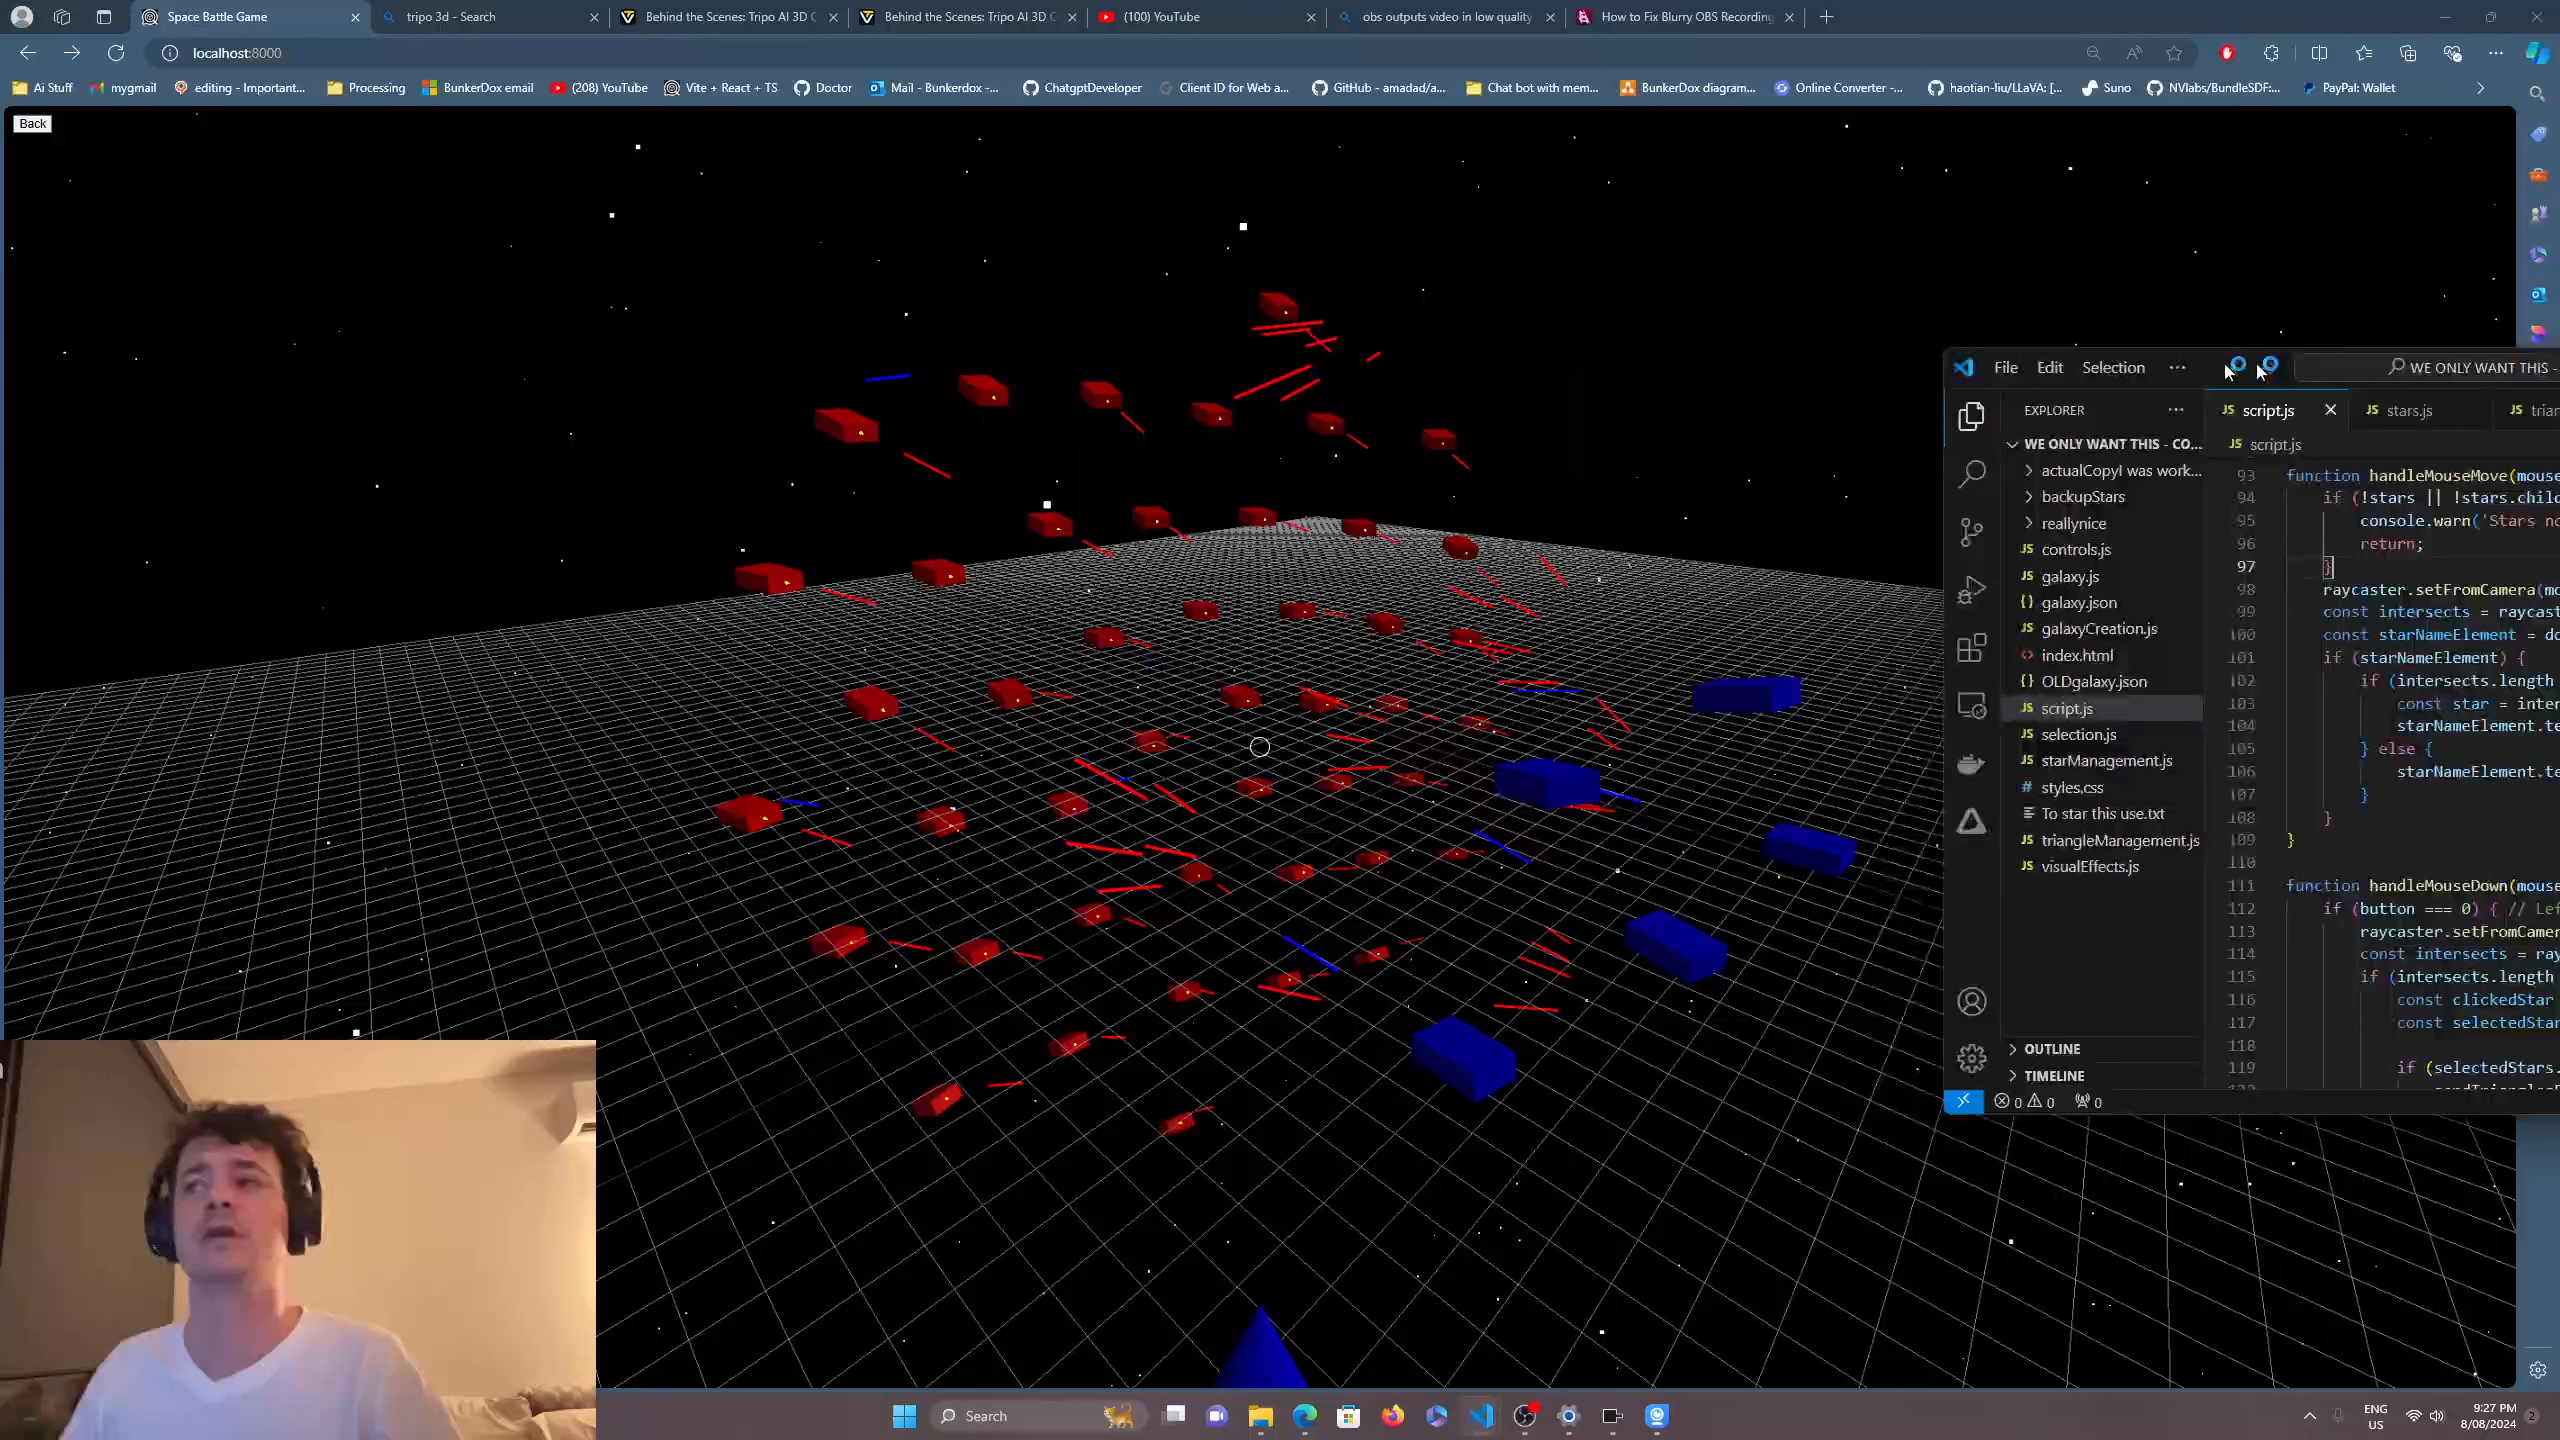 Space Battle Game
tripo 3d - Search
Behind the Scenes: Tripo AI 3D C
Behind the Scenes: Tripo AI 3D C
(100) YouTube
obs outputs video in low quality
How to Fix Blurry OBS Recording
localhost:8000
Ai Stuff
mygmail
editing - Important...
Processing
BunkerDox email
(208) YouTube
Vite + React + TS
Doctor
Mail - Bunkerdox -...
ChatgptDeveloper
Client ID for Web a...
GitHub - amadad/a...
Chat bot with mem...
BunkerDox diagram...
Online Converter -...
haotian-liu/LLaVA: [...
Suno
NVlabs/BundleSDF:...
PayPal: Wallet
Back
File Edit Selection ···
WE ONLY WANT THIS -
EXPLORER
script.js
stars.js
trian
WE ONLY WANT THIS - CO...
script.js
actualCopyI was work...
backupStars
reallynice
controls.js
galaxy.js
galaxy.json
galaxyCreation.js
index.html
OLDgalaxy.json
script.js
selection.js
starManagement.js
styles.css
To star this use.txt
triangleManagement.js
visualEffects.js
OUTLINE
TIMELINE
93 function handleMouseMove(mouse
94 if (!stars || !stars.child
95 console.warn('Stars no
96 return;
97 }
98 raycaster.setFromCamera(mo
99 const intersects = raycast
100 const starNameElement = do
101 if (starNameElement) {
102 if (intersects.length
103 const star = inter
104 starNameElement.te
105 } else {
106 starNameElement.te
107 }
108 }
109 }
110
111 function handleMouseDown(mouse
112 if (button === 0) { // Lef
113 raycaster.setFromCamer
114 const intersects = ray
115 if (intersects.length
116 const clickedStar
117 const selectedStar
118
119 if (selectedStars.
0 0 0
Search
ENG
US
9:27 PM
8/08/2024
2